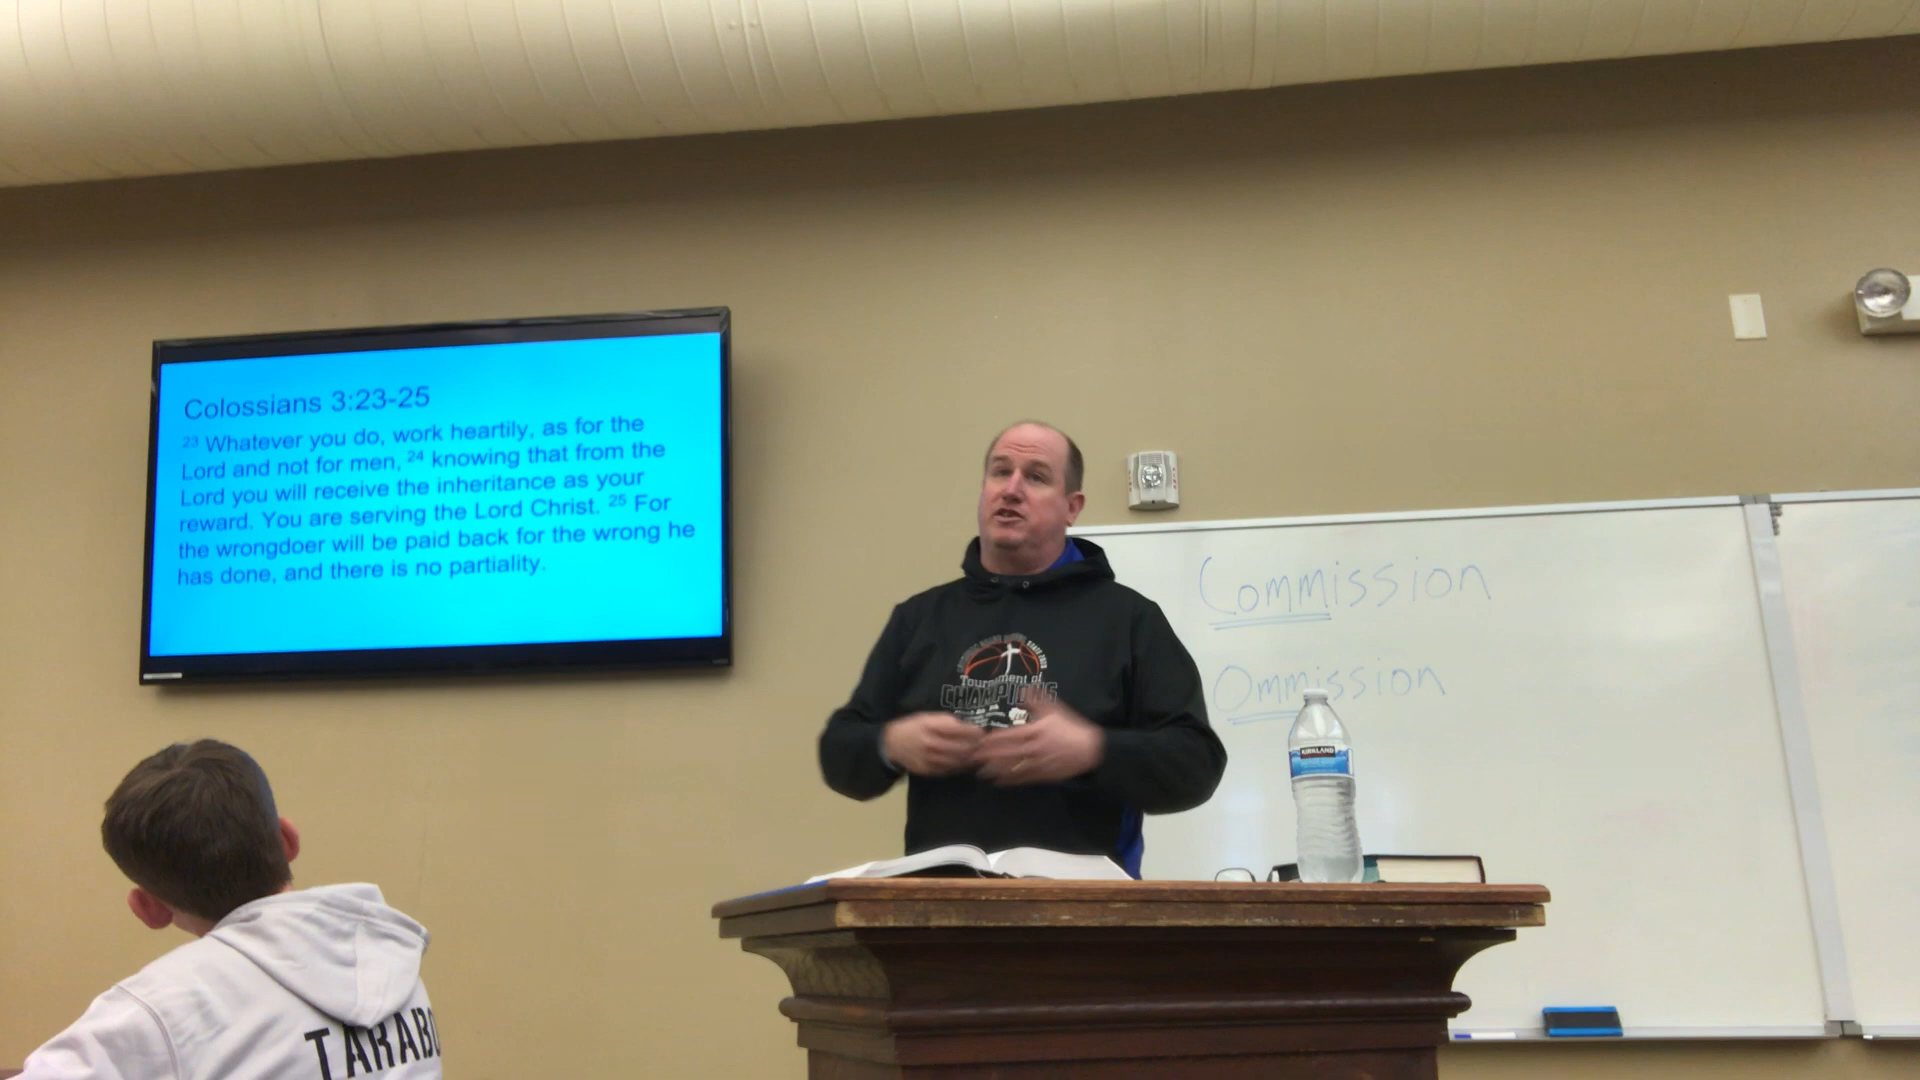 Colossians 3:23-25
23 Whatever you do, work heartily, as for the
Lord and not for men, 24 knowing that from the
Lord you will receive the inheritance as your
reward. You are serving the Lord Christ. 25 For
the wrongdoer will be paid back for the wrong he
has done, and there is no partiality.
Commission
Ommission
Tournament of
CHAMPIONS
KIRKLAND
TARABO